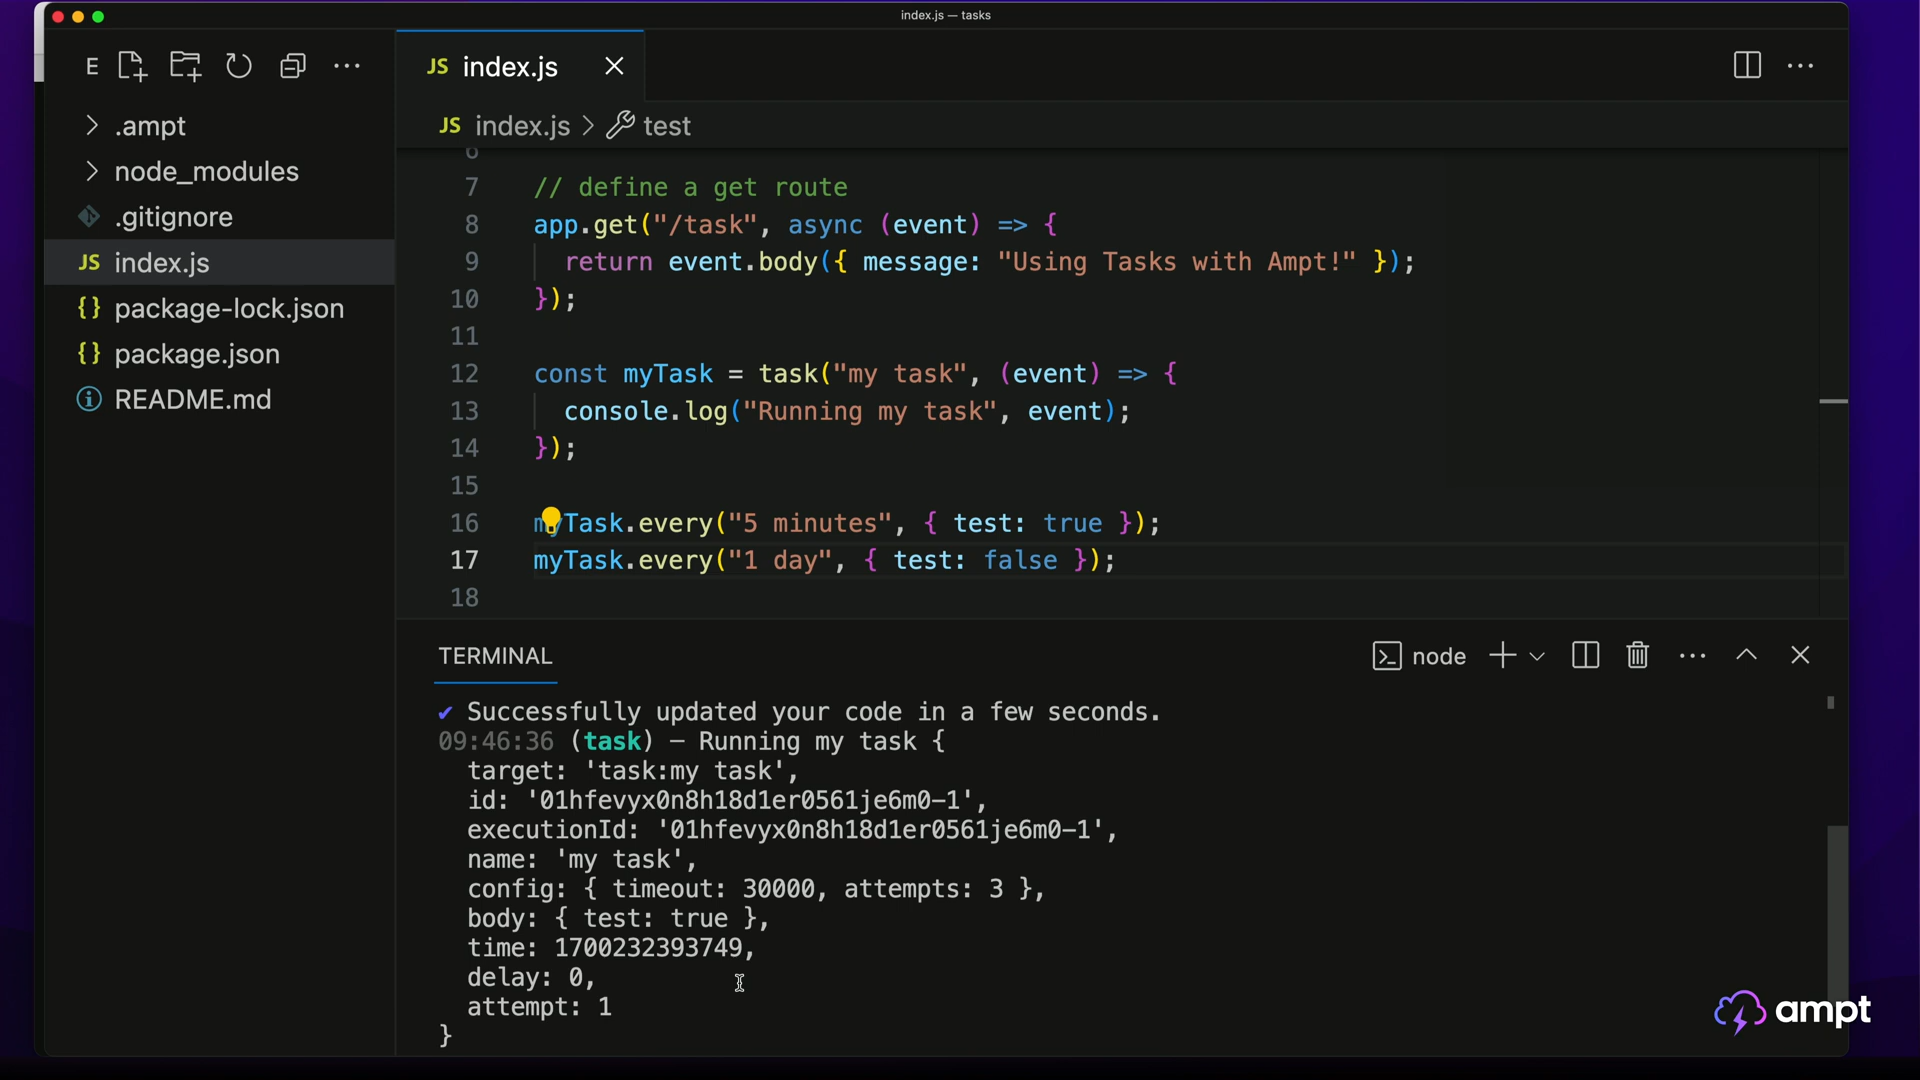 index.js — tasks
E
JS index.js
.ampt
JS index.js > test
node_modules
.gitignore
JS index.js
{} package-lock.json
{} package.json
README.md
6
7 // define a get route
8 app.get("/task", async (event) => {
9 return event.body({ message: "Using Tasks with Ampt!" });
10 });
11
12 const myTask = task("my task", (event) => {
13 console.log("Running my task", event);
14 });
15
16 myTask.every("5 minutes", { test: true });
17 myTask.every("1 day", { test: false });
18
TERMINAL
node
✔ Successfully updated your code in a few seconds.
09:46:36 (task) – Running my task {
target: 'task:my task',
id: '01hfevyx0n8h18d1er0561je6m0-1',
executionId: '01hfevyx0n8h18d1er0561je6m0-1',
name: 'my task',
config: { timeout: 30000, attempts: 3 },
body: { test: true },
time: 1700232393749,
delay: 0,
attempt: 1
}
ampt